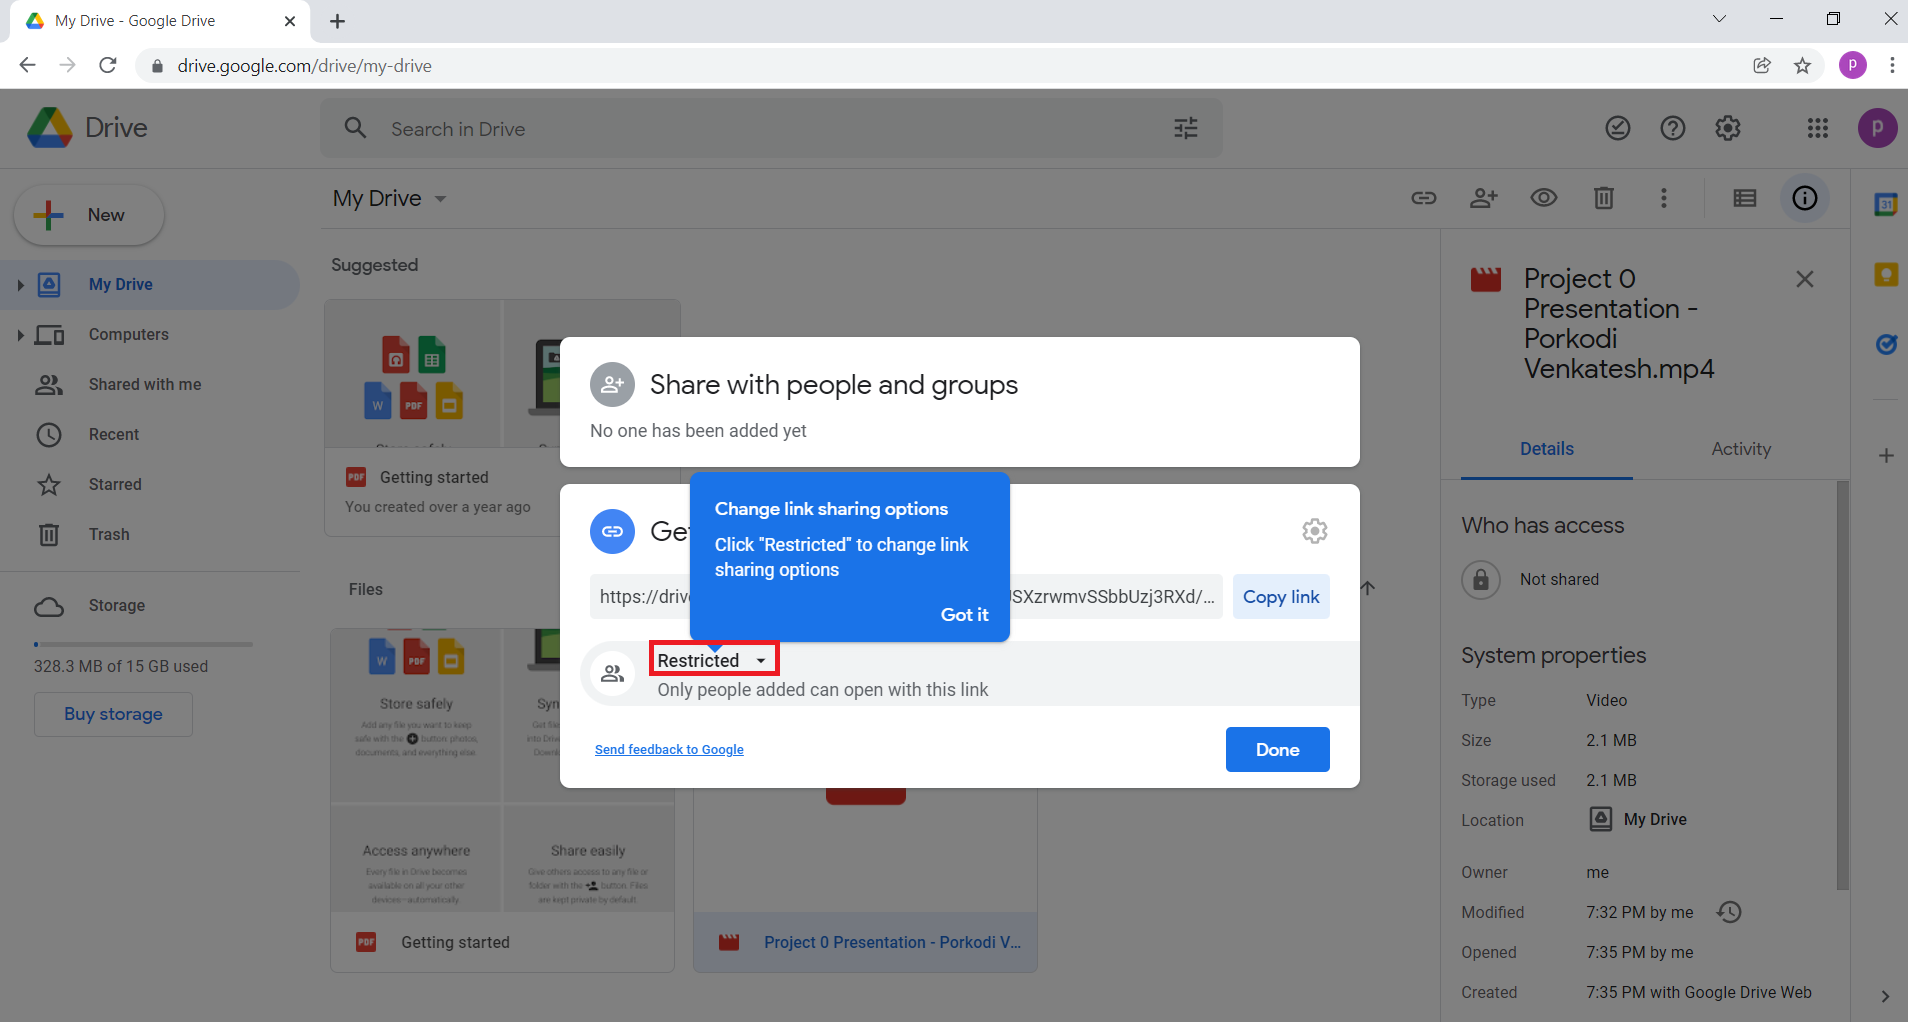 My Drive - Google Drive
drive.google.com/drive/my-drive
P
Drive
Search in Drive
p
New
My Drive
Computers
Shared with me
Recent
Starred
Trash
Storage
328.3 MB of 15 GB used
Buy storage
My Drive
Suggested
W
PDF
PDF
Getting started
You created over a year ago
Files
W
PDF
Store safely
Add any file you want to keep
safe with the button: photos,
documents, and everything else.
Access anywhere
Every file in Drive becomes
available on all your other
devices–automatically.
Share easily
Give others access to any file or
folder with the button. Files
are kept private by default
PDF
Getting started
Project 0 Presentation - Porkodi V...
Share with people and groups
No one has been added yet
Ge
Change link sharing options
Click "Restricted" to change link
sharing options
Got it
https://drive
SXzrwmvSSbbUzj3RXd/...
Copy link
Restricted
Only people added can open with this link
Send feedback to Google
Done
Project 0
Presentation -
Porkodi
Venkatesh.mp4
Details
Activity
Who has access
Not shared
System properties
Type Video
Size 2.1 MB
Storage used 2.1 MB
Location My Drive
Owner me
Modified 7:32 PM by me
Opened 7:35 PM by me
Created 7:35 PM with Google Drive Web
31